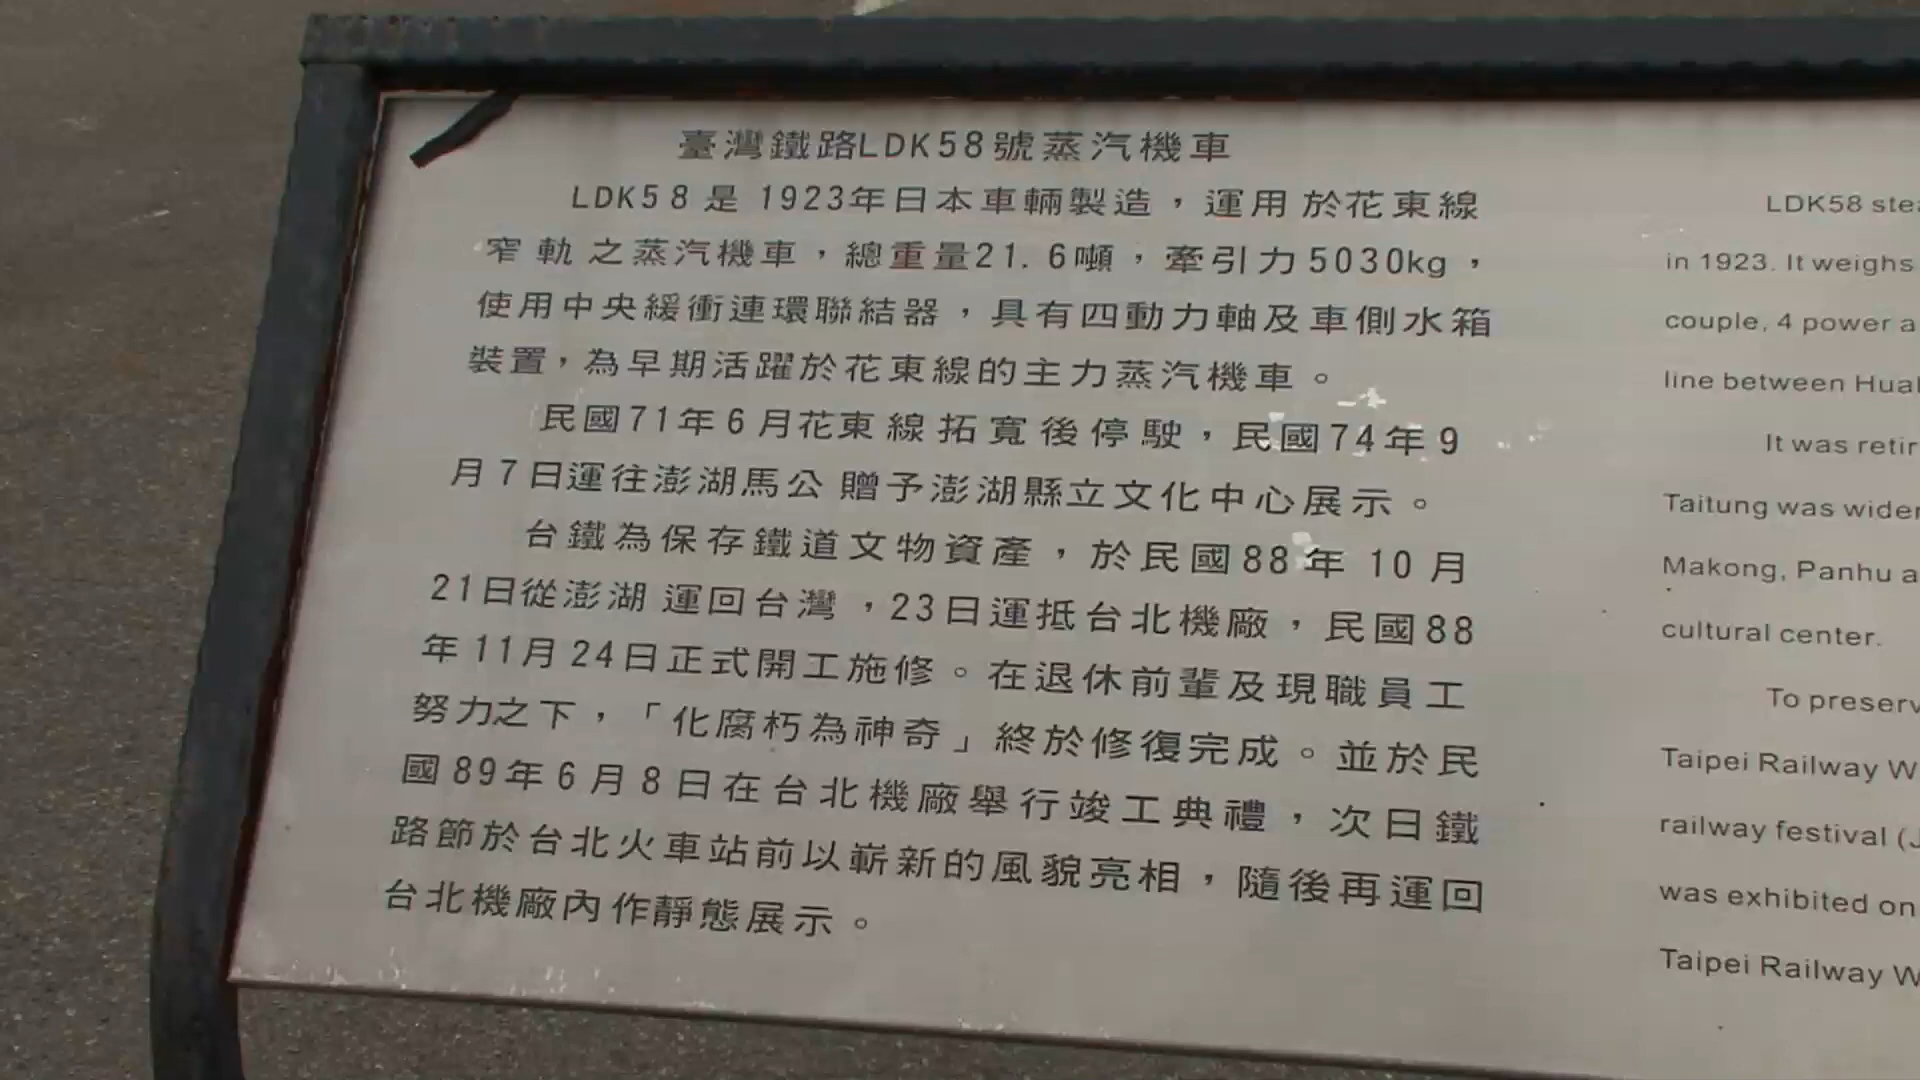 臺灣鐵路LDK58號蒸汽機車
LDK58是1923年日本車輛製造，運用於花東線
窄軌之蒸汽機車，總重量21.6噸，牽引力5030kg，
使用中央緩衝連環聯結器，具有四動力軸及車側水箱
裝置，為早期活躍於花東線的主力蒸汽機車。
民國71年6月花東線拓寬後停駛，民國74年9
月7日運往澎湖馬公贈予澎湖縣立文化中心展示。
台鐵為保存鐵道文物資產，於民國88年10月
21日從澎湖運回台灣，23日運抵台北機廠，民國88
年11月24日正式開工施修。在退休前輩及現職員工
努力之下，「化腐朽為神奇」終於修復完成。並於民
國89年6月8日在台北機廠舉行竣工典禮，次日鐵
路節於台北火車站前以嶄新的風貌亮相，隨後再運回
台北機廠內作靜態展示。
LDK58 stea
in 1923. It weighs
couple, 4 power a
line between Hual
It was retir
Taitung was widen
Makong, Panhu a
cultural center.
To preserv
Taipei Railway W
railway festival (J
was exhibited on
Taipei Railway W